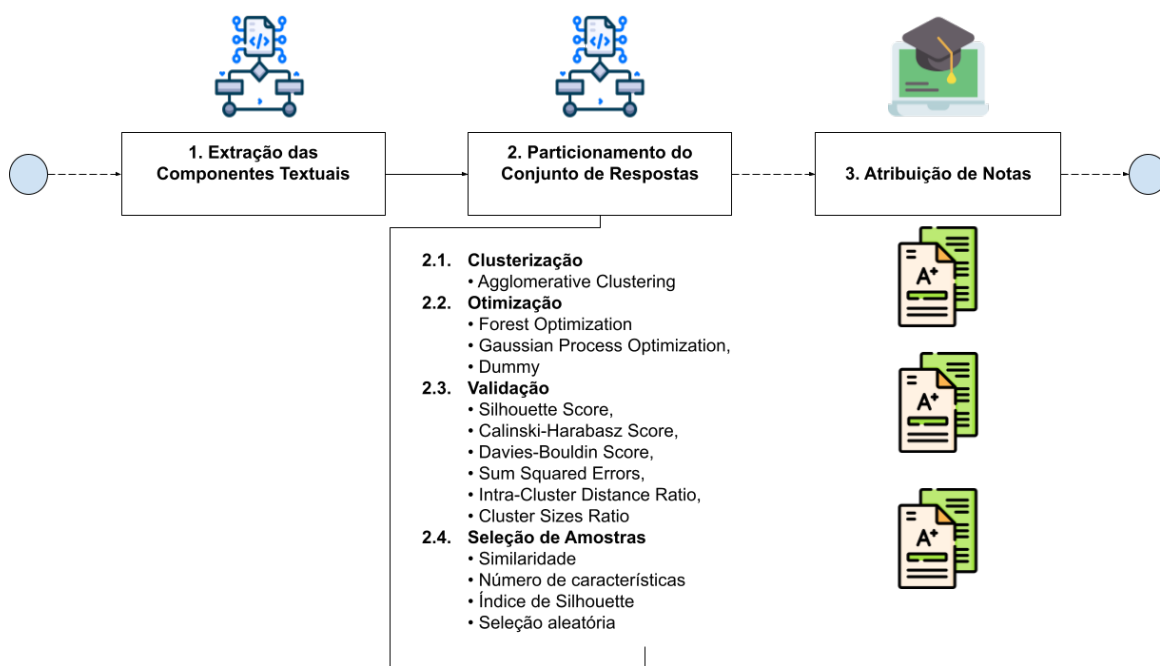 </>
</>
1. Extração das
Componentes Textuais
2. Particionamento do
Conjunto de Respostas
3. Atribuição de Notas
2.1. Clusterização
• Agglomerative Clustering
2.2. Otimização
• Forest Optimization
• Gaussian Process Optimization,
• Dummy
2.3. Validação
• Silhouette Score,
• Calinski-Harabasz Score,
• Davies-Bouldin Score,
• Sum Squared Errors,
• Intra-Cluster Distance Ratio,
• Cluster Sizes Ratio
2.4. Seleção de Amostras
• Similaridade
• Número de características
• Índice de Silhouette
• Seleção aleatória
A+
A+
A+